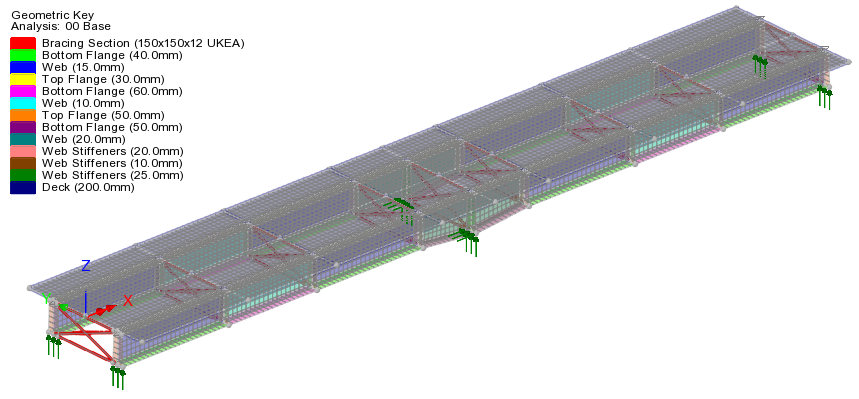 Geometric Key
Analysis: 00 Base
Bracing Section (150x150x12 UKEA)
Bottom Flange (40.0mm)
Web (15.0mm)
Top Flange (30.0mm)
Bottom Flange (60.0mm)
Web (10.0mm)
Top Flange (50.0mm)
Bottom Flange (50.0mm)
Web (20.0mm)
Web Stiffeners (20.0mm)
Web Stiffeners (10.0mm)
Web Stiffeners (25.0mm)
Deck (200.0mm)
Z
Y
X